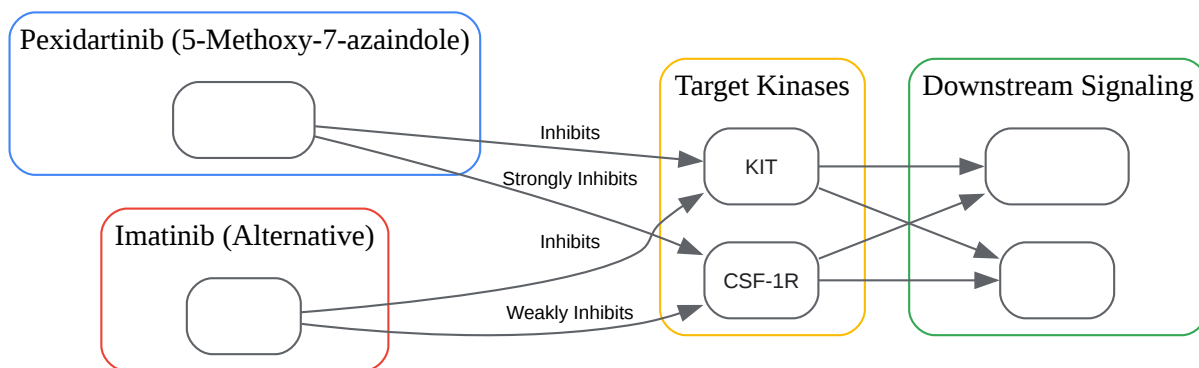 Pexidartinib (5-Methoxy-7-azaindole)
Target Kinases
Downstream Signaling
Inhibits
KIT
Strongly Inhibits
Imatinib (Alternative)
Inhibits
CSF-1R
Weakly Inhibits